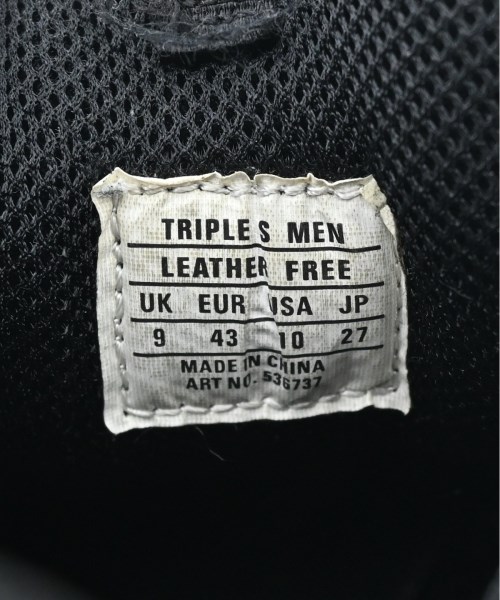 TRIPLE S MEN
LEATHER FREE
UK EUR USA JP
9 43 10 27
MADE IN CHINA
ART NO. 536737